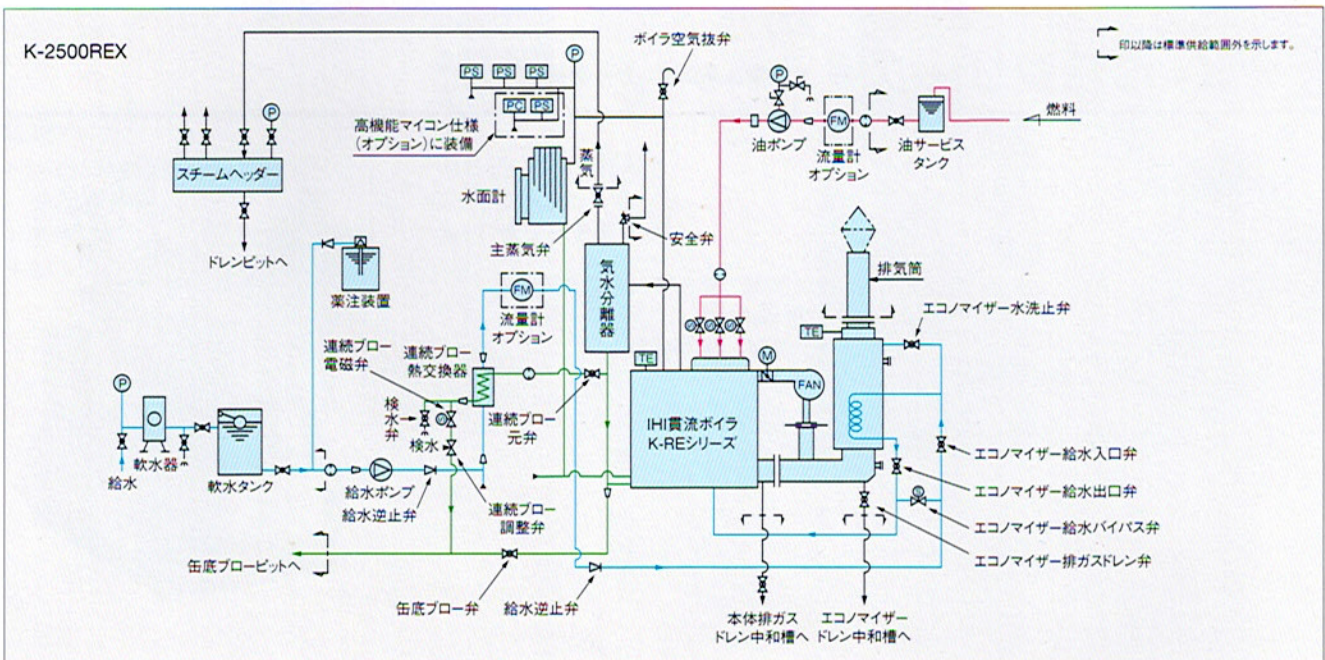 K-2500REX
印以降は標準供給範囲外を示します。
ボイラ空気抜弁
P
PS
PS
PS
PC
PS
高機能マイコン仕様
(オプション)に装備
P
燃料
FM
油ポンプ
流量計
オプション
油サービス
タンク
P
スチームヘッダー
蒸気
水面計
主蒸気弁
安全弁
ドレンピットへ
薬注装置
気水分離器
排気筒
FM
流量計
オプション
TE
エコノマイザー水洗止弁
連続ブロー
電磁弁
連続ブロー
熱交換器
TE
M
FAN
P
検水弁
検水
連続ブロー
元弁
IHI貫流ボイラ
K-REシリーズ
給水
軟水器
軟水タンク
給水ポンプ
給水逆止弁
連続ブロー
調整弁
エコノマイザー給水入口弁
エコノマイザー給水出口弁
エコノマイザー給水バイパス弁
エコノマイザー排ガスドレン弁
缶底ブローピットへ
缶底ブロー弁
給水逆止弁
本体排ガス
ドレン中和槽へ
エコノマイザー
ドレン中和槽へ